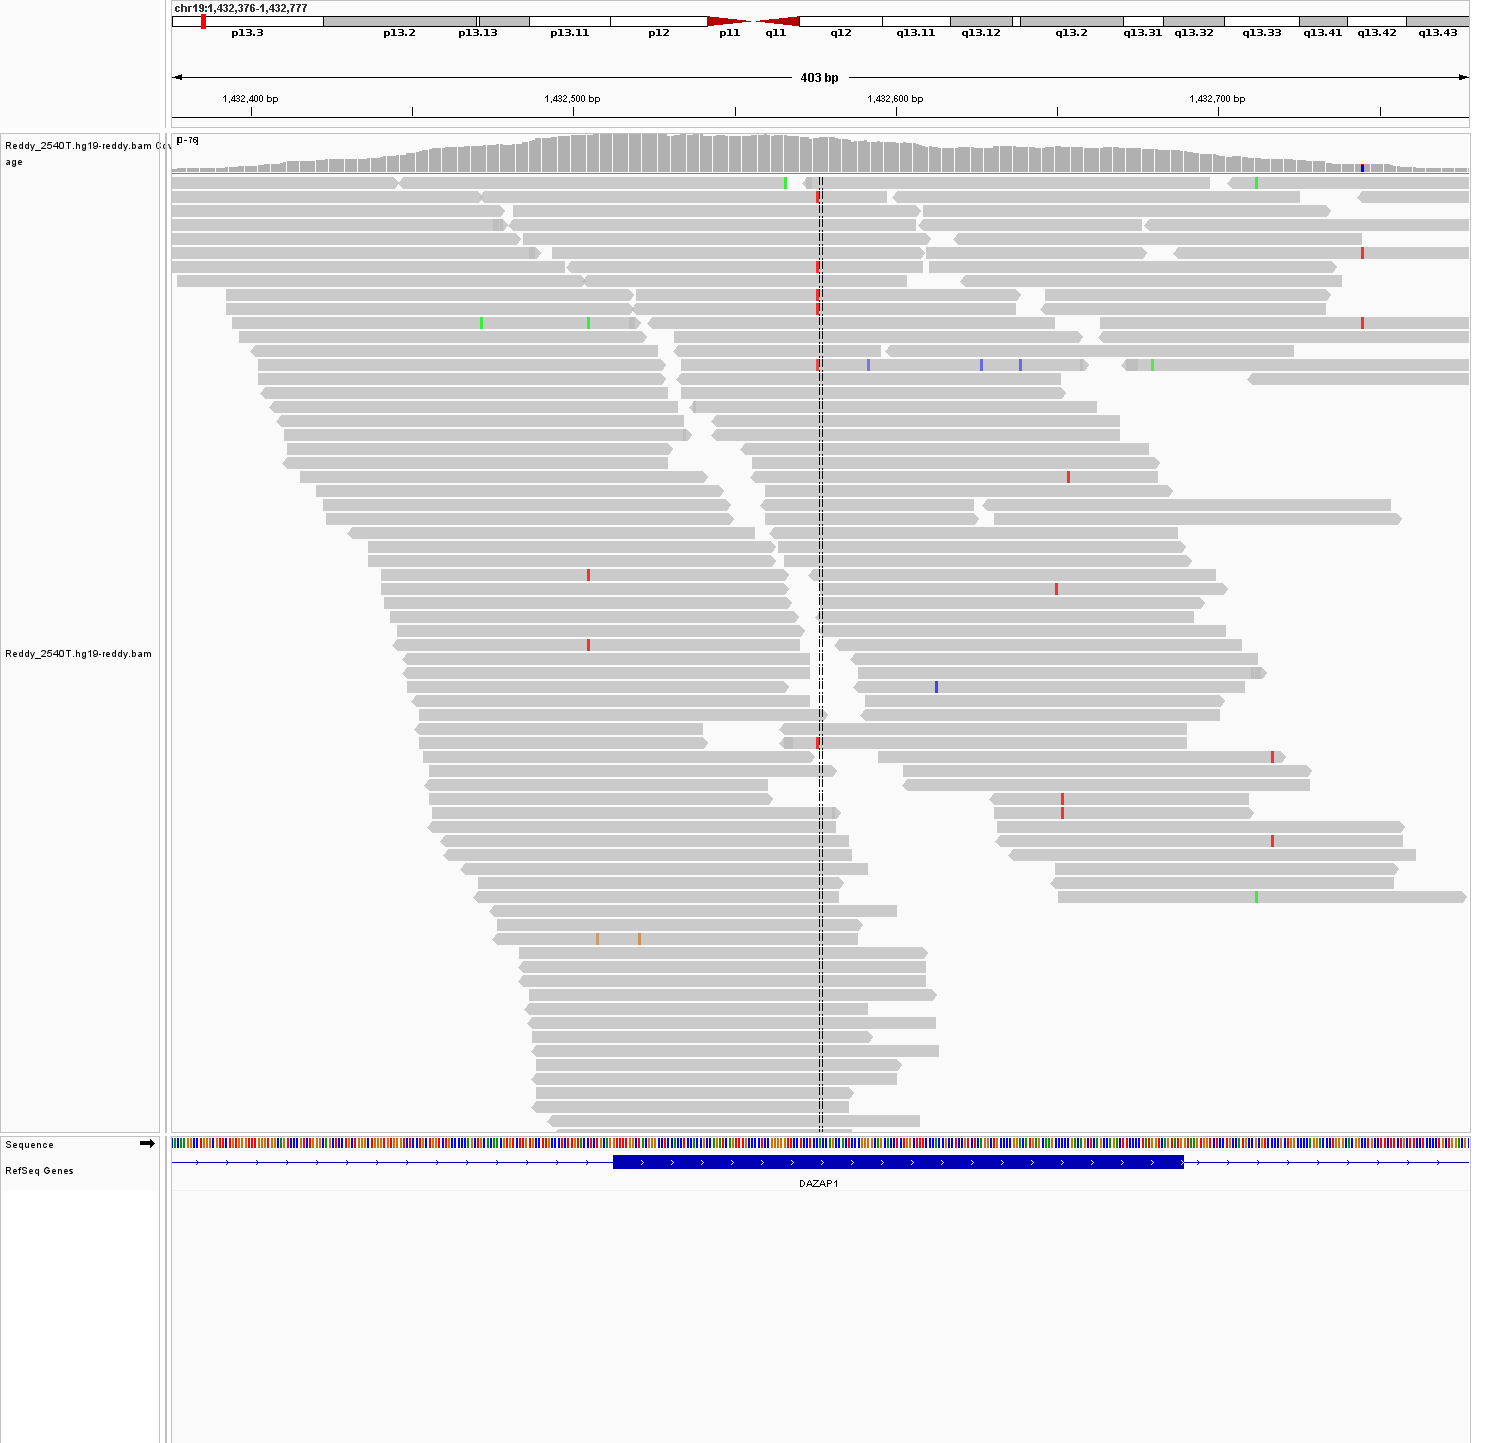 chr19:1,432,376-1,432,777
p13.3 p13.2 p13.13 p13.11 p12 p11 q11 q12 q13.11 q13.12 q13.2 q13.31 q13.32 q13.33 q13.41 q13.42 q13.43
403 bp
1,432,400 bp 1,432,500 bp 1,432,600 bp 1,432,700 bp
[0-76]
Reddy_2540T.hg19-reddy.bam Cov
age
Reddy_2540T.hg19-reddy.bam
Sequence
RefSeq Genes
DAZAP1